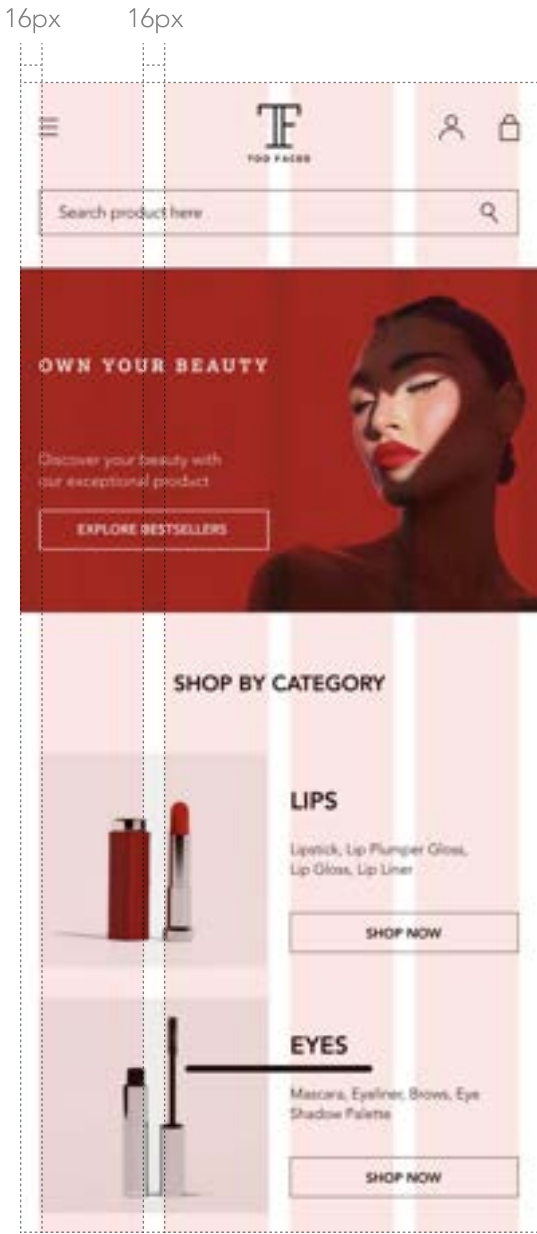 16px 16px
TOO FACED
Search product here
OWN YOUR BEAUTY
Discover your beauty with
our exceptional product
EXPLORE BESTSELLERS
SHOP BY CATEGORY
LIPS
Lipstick, Lip Plumper Gloss,
Lip Gloss, Lip Liner
SHOP NOW
EYES
Mascara, Eyeliner, Brows, Eye
Shadow Palette
SHOP NOW